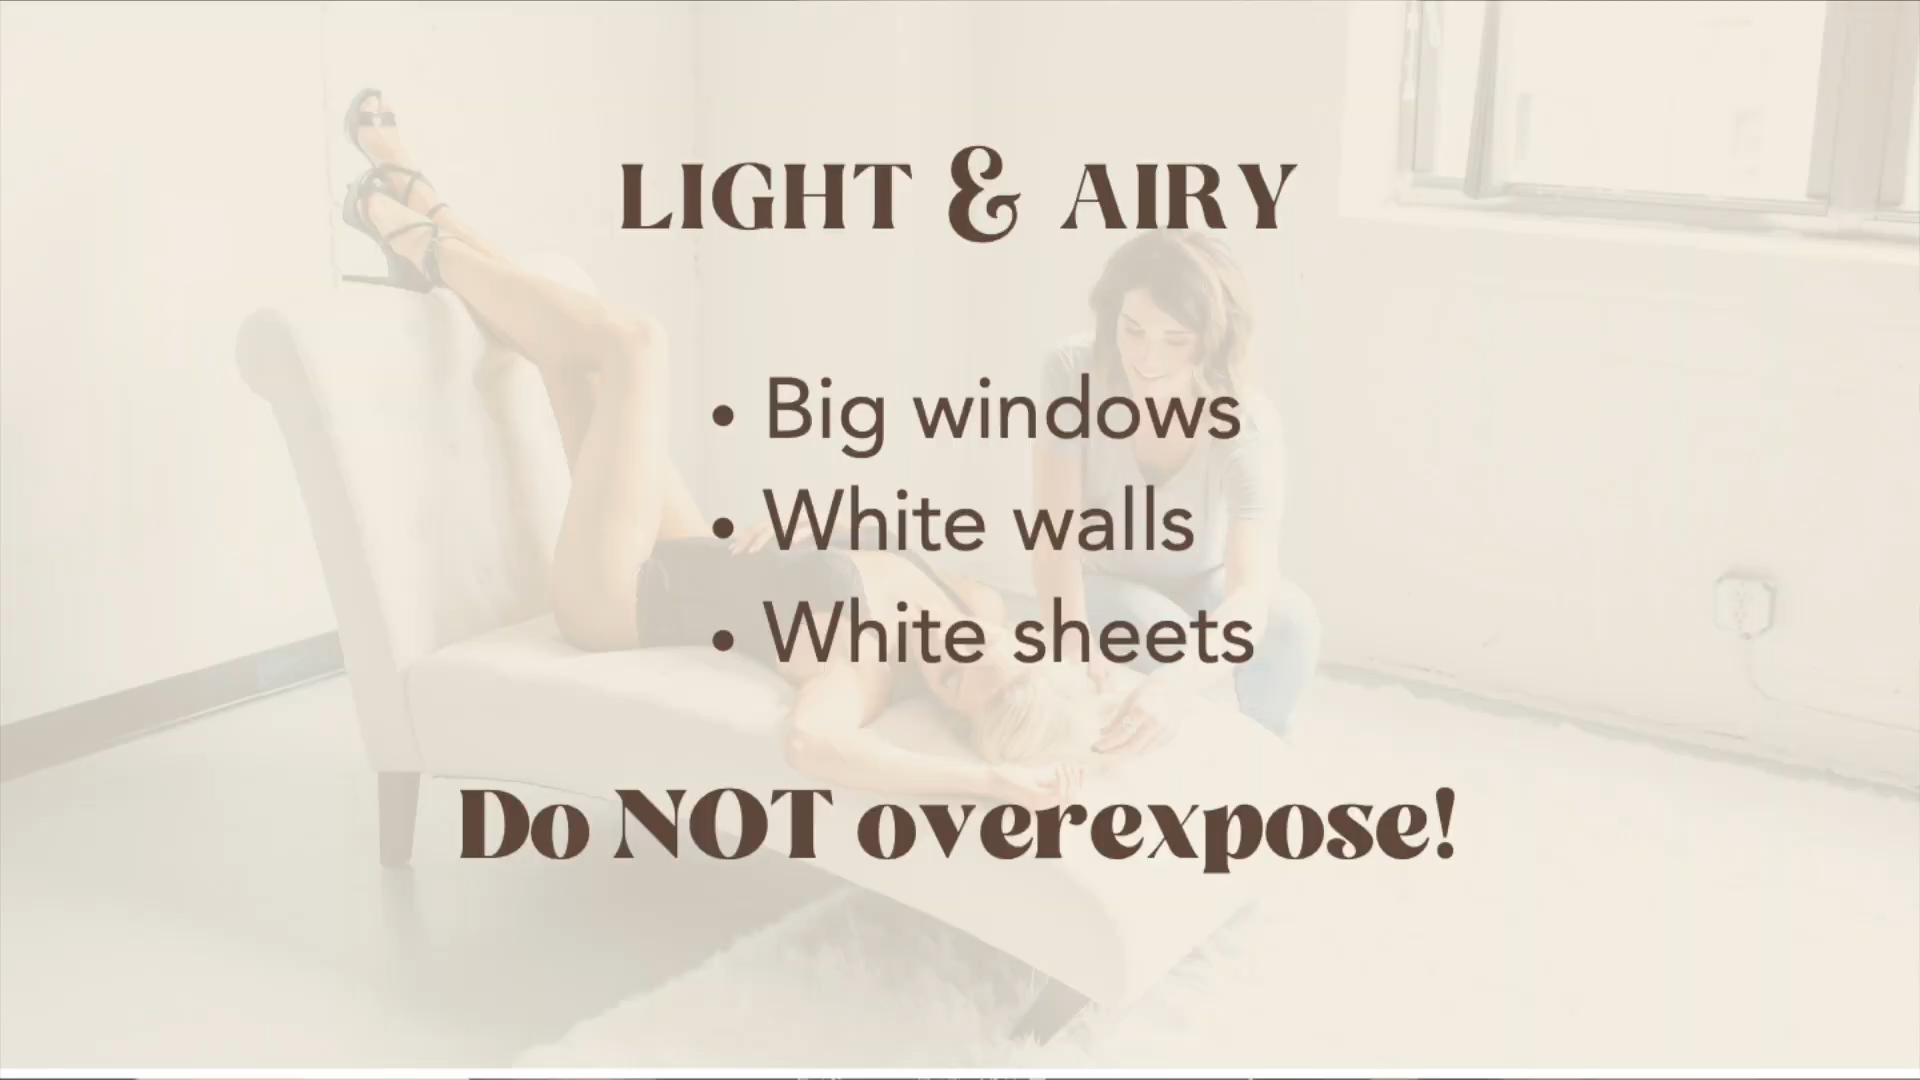 LIGHT & AIRY
• Big windows
• White walls
• White sheets
Do NOT overexpose!